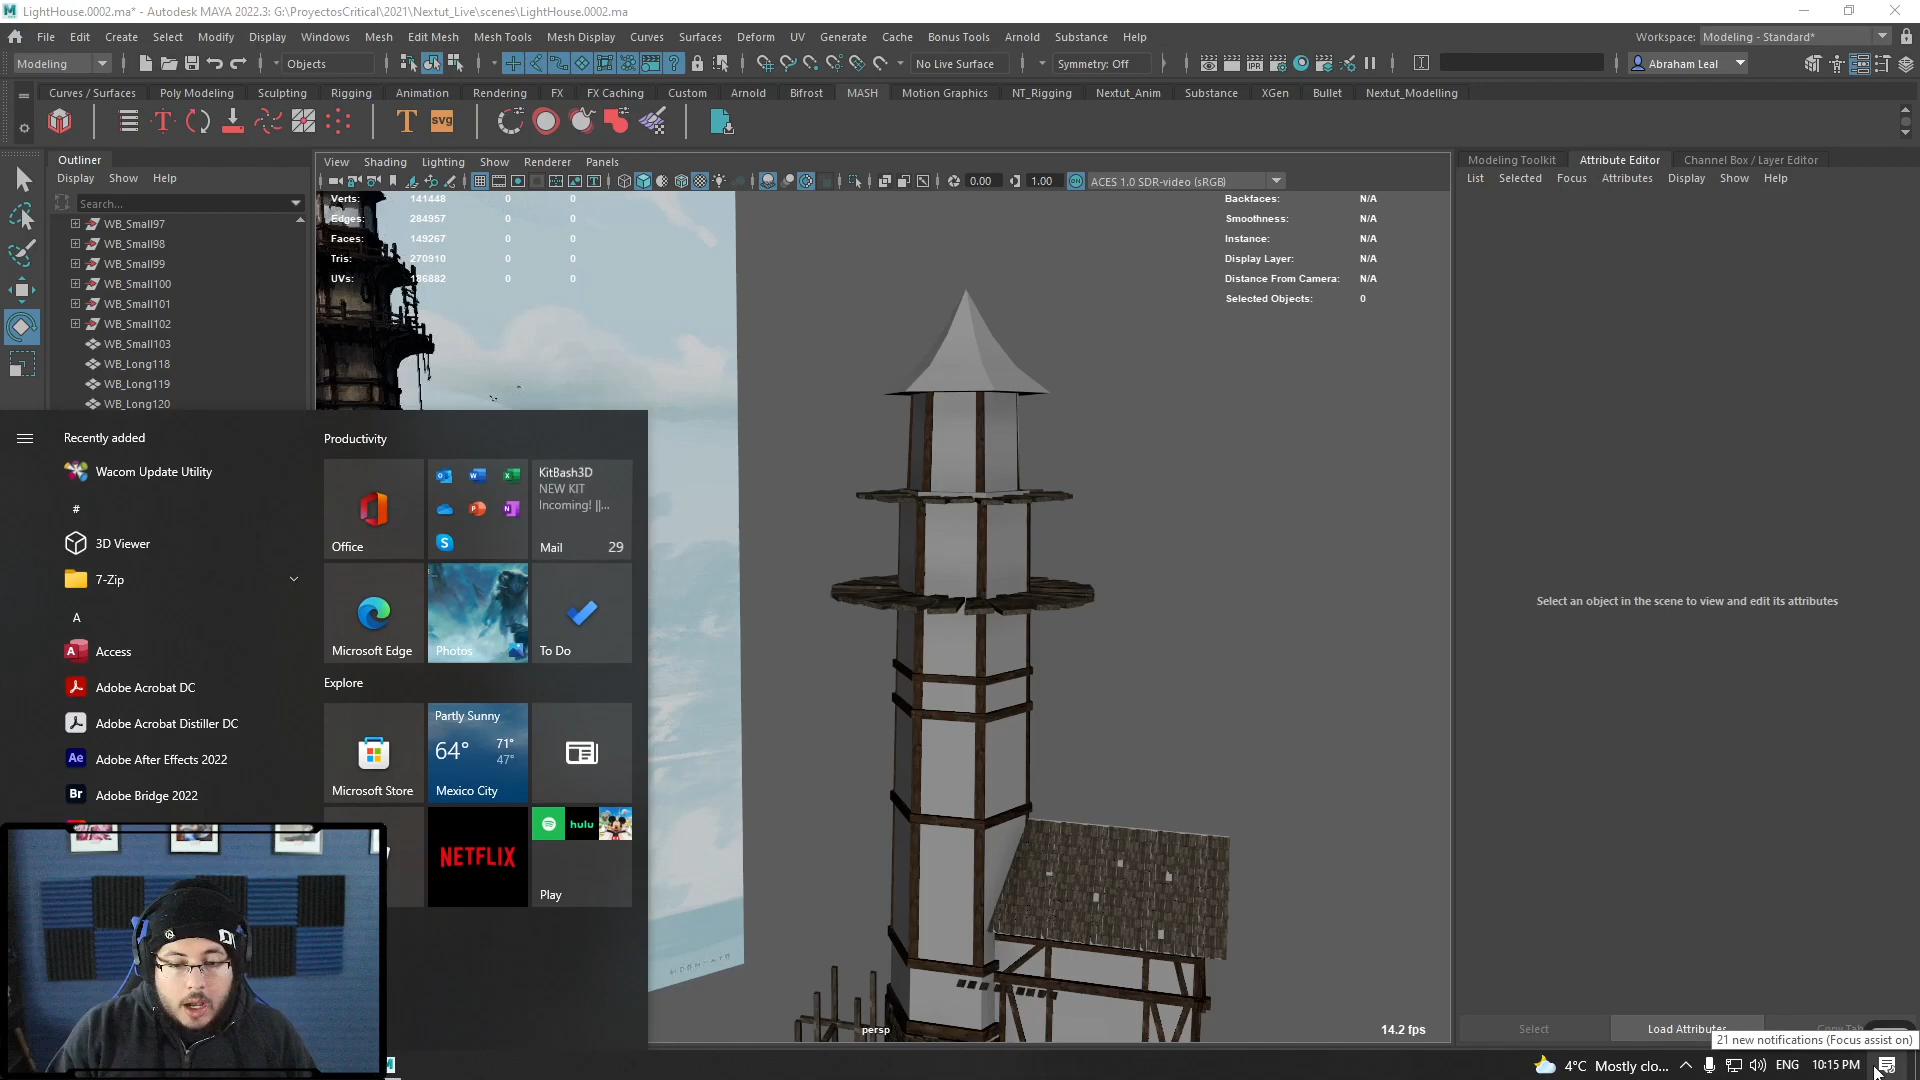 LightHouse.0002.ma* - Autodesk MAYA 2022.3: G:\ProyectosCritical\2021\Nextut_Live\scenes\LightHouse.0002.ma
File Edit Create Select Modify Display Windows Mesh Edit Mesh Mesh Tools Mesh Display Curves Surfaces Deform UV Generate Cache Bonus Tools Arnold Substance Help
Workspace: Modeling - Standard*
Modeling Objects No Live Surface Symmetry: Off Abraham Leal
Curves / Surfaces Poly Modeling Sculpting Rigging Animation Rendering FX FX Caching Custom Arnold Bifrost MASH Motion Graphics NT_Rigging Nextut_Anim Substance XGen Bullet Nextut_Modelling
T T svg
Outliner
Display Show Help
Search...
WB_Small97
WB_Small98
WB_Small99
WB_Small100
WB_Small101
WB_Small102
WB_Small103
WB_Long118
WB_Long119
WB_Long120
View Shading Lighting Show Renderer Panels
0.00 1.00 ON ACES 1.0 SDR-video (sRGB)
Verts: 141448 0 0
Edges: 284957 0 0
Faces: 149267 0 0
Tris: 270910 0 0
UVs: 186882 0 0
Backfaces: N/A
Smoothness: N/A
Instance: N/A
Display Layer: N/A
Distance From Camera: N/A
Selected Objects: 0
persp
14.2 fps
Modeling Toolkit Attribute Editor Channel Box / Layer Editor
List Selected Focus Attributes Display Show Help
Select an object in the scene to view and edit its attributes
Select Load Attributes Copy Tab
21 new notifications (Focus assist on)
Recently added
Wacom Update Utility
#
3D Viewer
7-Zip
A
Access
Adobe Acrobat DC
Adobe Acrobat Distiller DC
Ae Adobe After Effects 2022
Br Adobe Bridge 2022
Productivity
Office
KitBash3D
NEW KIT
Incoming! ||...
Mail 29
Microsoft Edge
Photos
To Do
Explore
Microsoft Store
Partly Sunny
64° 71°
47°
Mexico City
NETFLIX
hulu
Play
4°C Mostly clo... ENG 10:15 PM